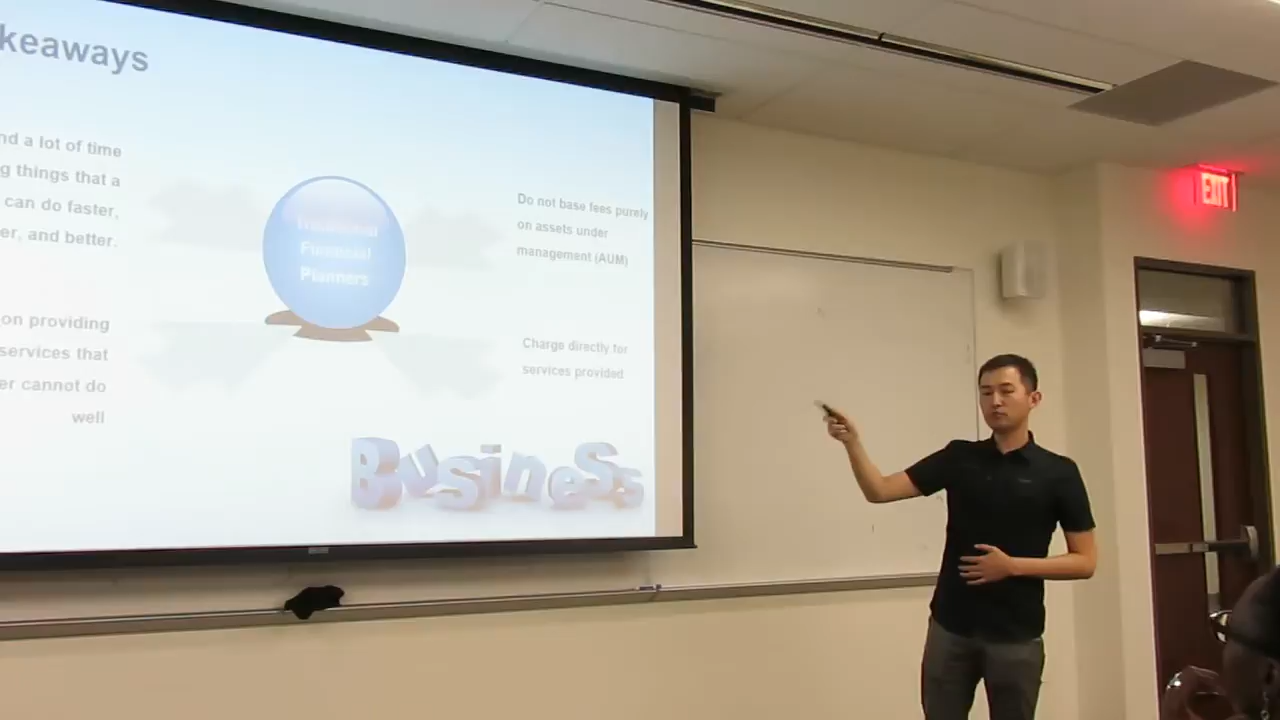 keaways
nd a lot of time
g things that a
can do faster,
er, and better.
on providing
services that
er cannot do
well
Financial
Planners
Do not base fees purely
on assets under
management (AUM)
Charge directly for
services provided
Business
EXIT